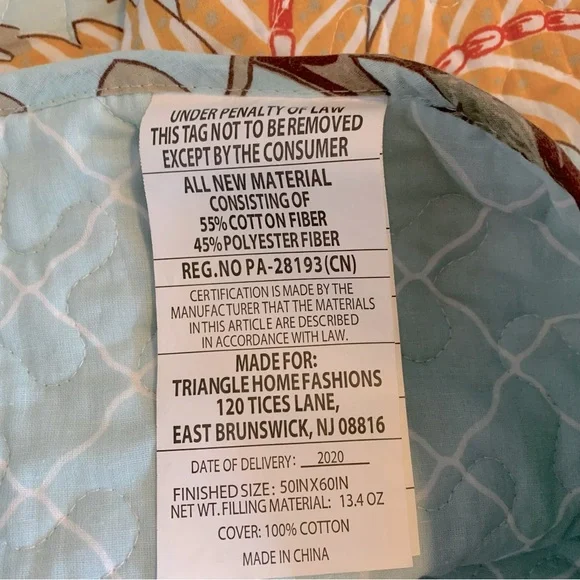 UNDER PENALTY OF LAW
THIS TAG NOT TO BE REMOVED
EXCEPT BY THE CONSUMER
ALL NEW MATERIAL
CONSISTING OF
55% COTTON FIBER
45% POLYESTER FIBER
REG.NO PA-28193(CN)
CERTIFICATION IS MADE BY THE
MANUFACTURER THAT THE MATERIALS
IN THIS ARTICLE ARE DESCRIBED
IN ACCORDANCE WITH LAW.
MADE FOR:
TRIANGLE HOME FASHIONS
120 TICES LANE,
EAST BRUNSWICK, NJ 08816
DATE OF DELIVERY: 2020
FINISHED SIZE: 50INX60IN
NET WT. FILLING MATERIAL: 13.4 OZ
COVER: 100% COTTON
MADE IN CHINA